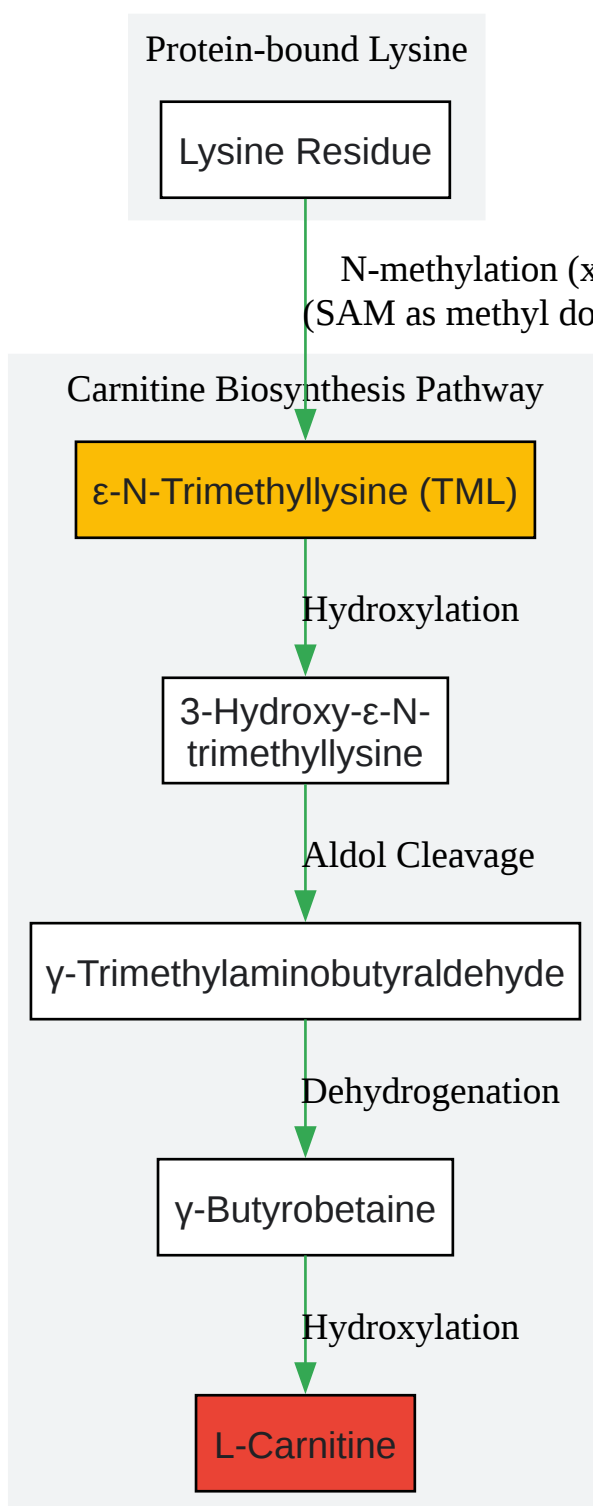 Protein-bound Lysine
Lysine Residue
N-methylation (x
(SAM as methyl do
Carnitine Biosynthesis Pathway
ε-N-Trimethyllysine (TML)
Hydroxylation
3-Hydroxy-ε-N-
trimethyllysine
Aldol Cleavage
γ-Trimethylaminobutyraldehyde
Dehydrogenation
γ-Butyrobetaine
Hydroxylation
L-Carnitine